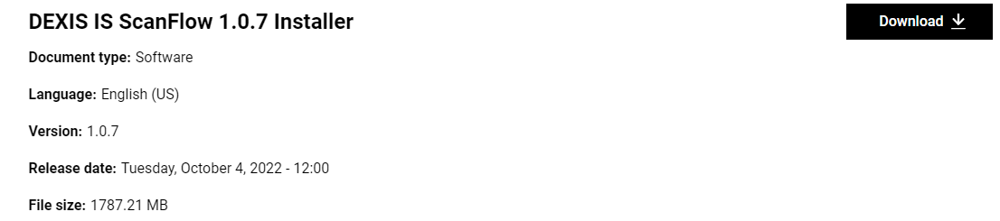 DEXIS IS ScanFlow 1.0.7 Installer
Download
Document type: Software
Language: English (US)
Version: 1.0.7
Release date: Tuesday, October 4, 2022 - 12:00
File size: 1787.21 MB